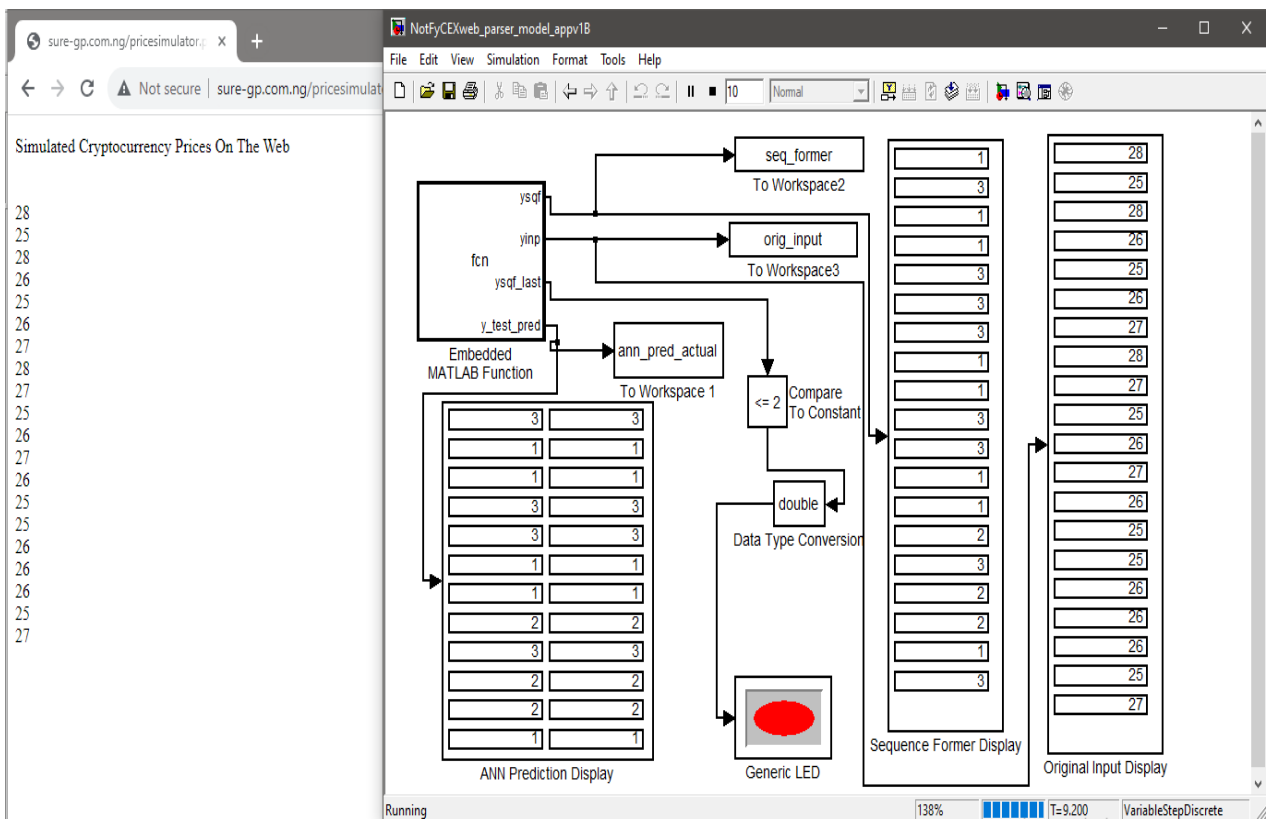 sure-gp.com.ng/pricesimulator.p
Not secure | sure-gp.com.ng/pricesimulat
Simulated Cryptocurrency Prices On The Web
28
25
28
26
25
26
27
28
27
25
26
27
26
25
25
26
26
26
25
27
NotFyCEXweb_parser_model_appv1B
File Edit View Simulation Format Tools Help
10 Normal
ysqf
yinp
fcn
ysqf_last
y_test_pred
Embedded
MATLAB Function
seq_former
To Workspace2
orig_input
To Workspace3
ann_pred_actual
To Workspace 1
<= 2
Compare
To Constant
double
Data Type Conversion
3 3
1 1
1 1
3 3
3 3
1 1
1 1
2 2
3 3
2 2
2 2
1 1
ANN Prediction Display
Generic LED
1
3
1
1
3
3
3
1
1
3
3
1
1
2
3
2
2
1
3
Sequence Former Display
28
25
28
26
25
26
27
28
27
25
26
27
26
25
25
26
26
26
25
27
Original Input Display
Running 138% T=9.200 VariableStepDiscrete